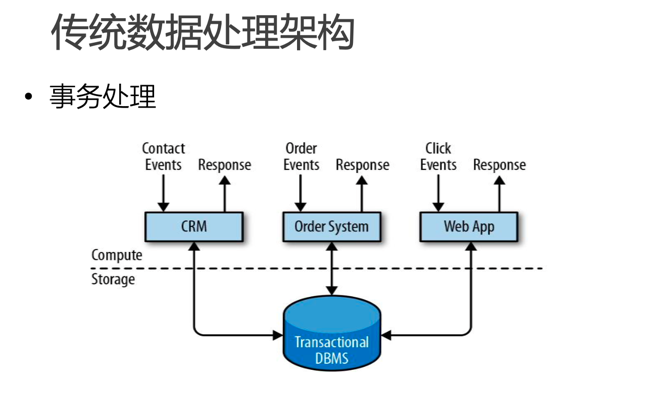 传统数据处理架构
• 事务处理
Contact
Events
Response
Order
Events
Response
Click
Events
Response
CRM
Order System
Web App
Compute
Storage
Transactional
DBMS